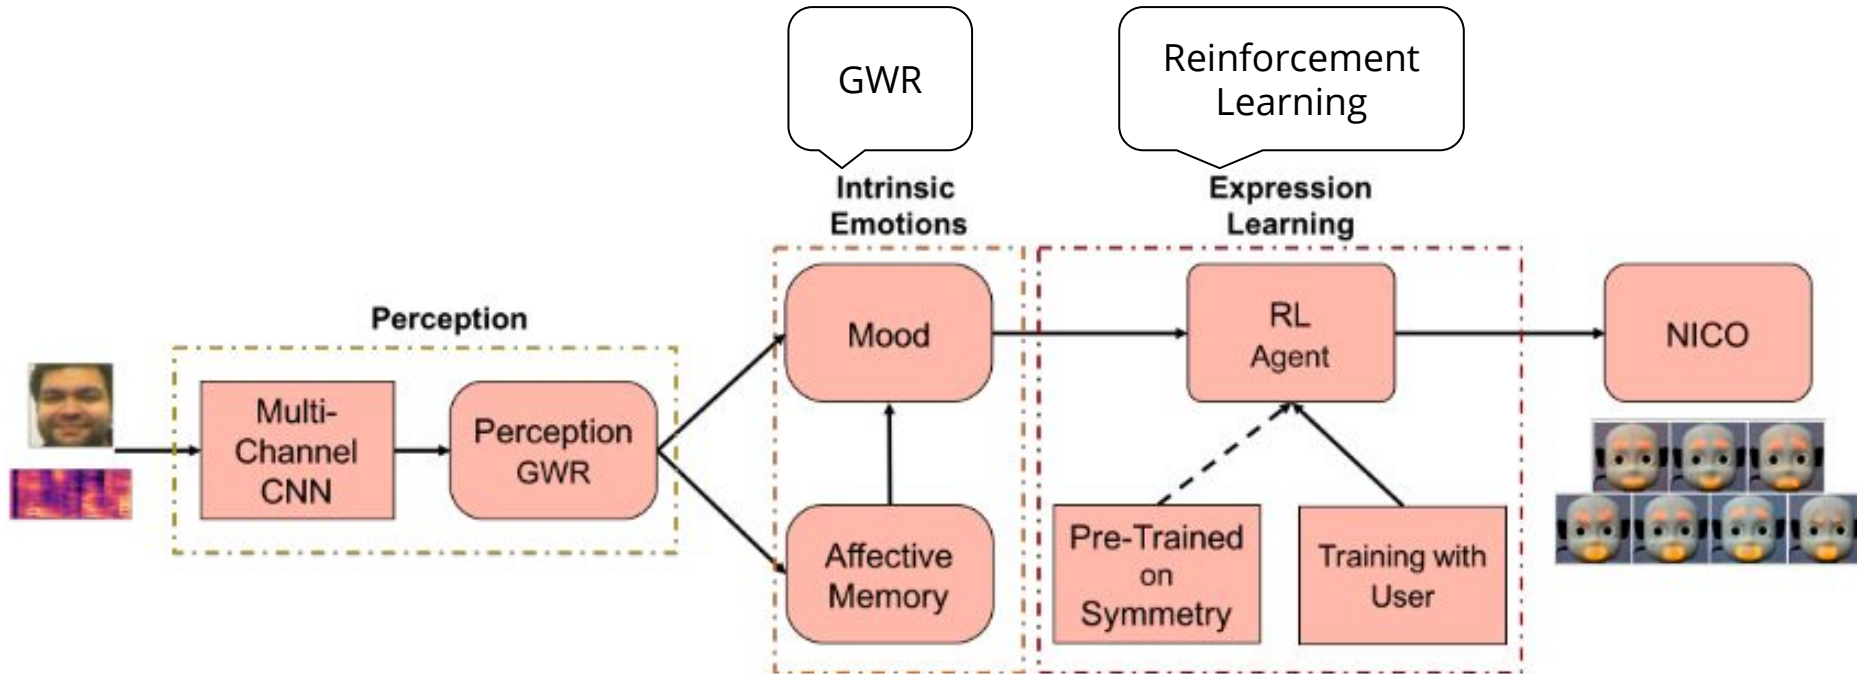 GWR
Reinforcement
Learning
Intrinsic
Emotions
Expression
Learning
Perception
Multi-
Channel
CNN
Perception
GWR
Mood
Affective
Memory
RL
Agent
Pre-Trained
on
Symmetry
Training with
User
NICO